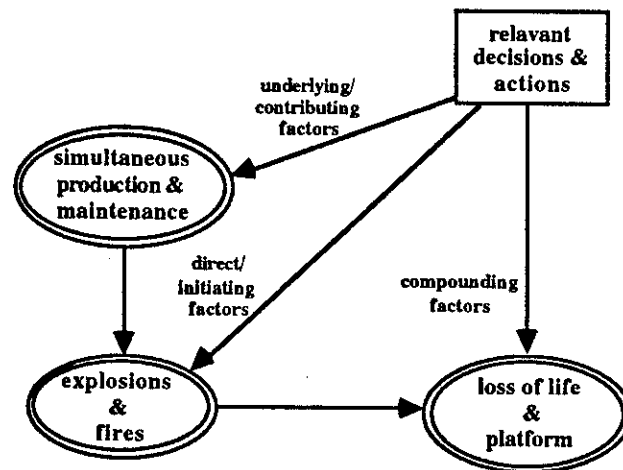 relavant
decisions &
actions
underlying/
contributing
factors
simultaneous
production &
maintenance
direct/
initiating
factors
compounding
factors
explosions
&
fires
loss of life
&
platform